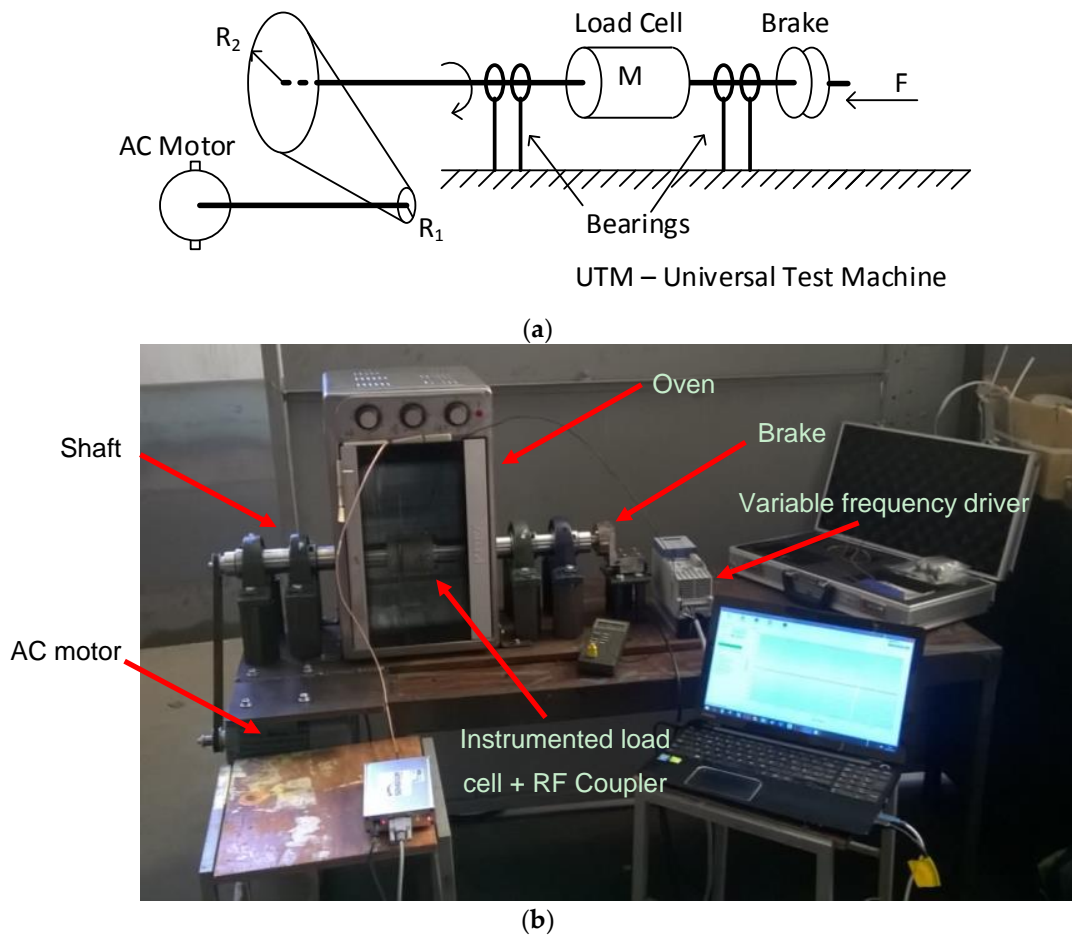 R2
Load Cell
Brake
M
F
AC Motor
R1
Bearings
UTM – Universal Test Machine
(a)
Oven
Brake
Shaft
Variable frequency driver
AC motor
Instrumented load
cell + RF Coupler
(b)